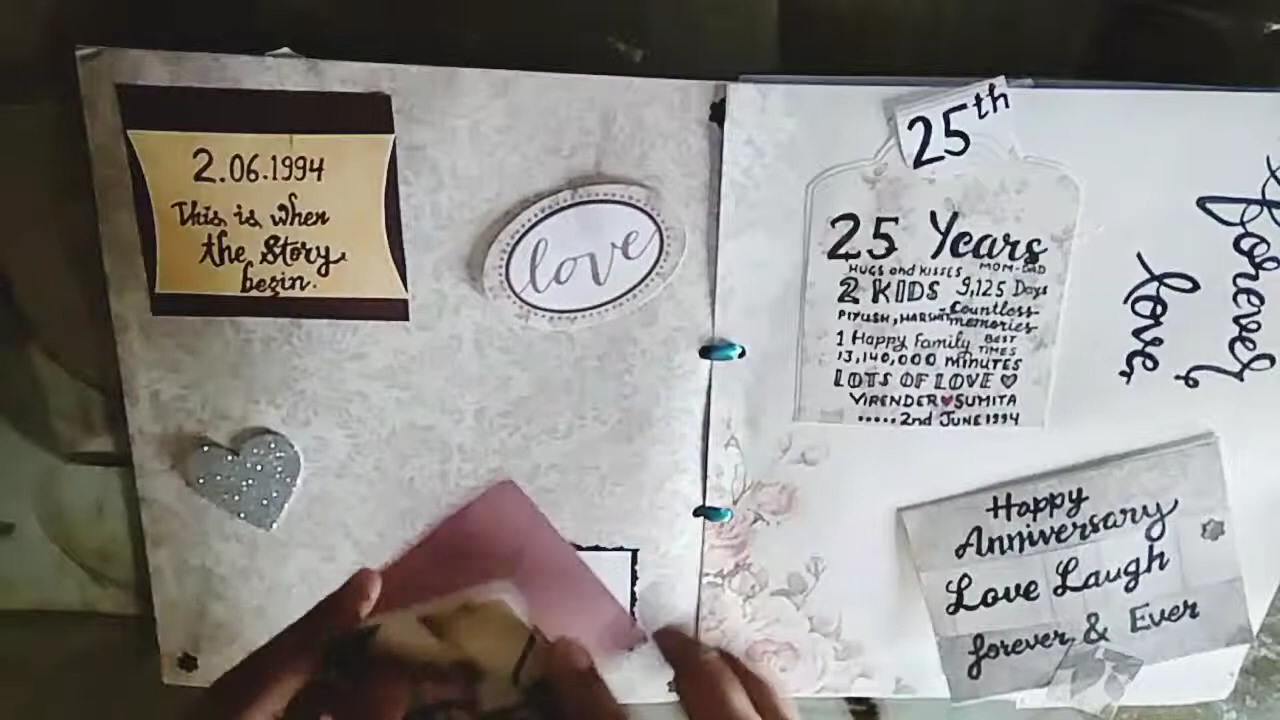 2.06.1994
This is when
the Story
begin.
love
25th
25 Years
HUGS and KISSES MOM-DAD
2 KIDS 9,125 Days
PIYUSH, HARSHIT Countless
memories
1 Happy Family BEST
TIMES
13,140,000 MINUTES
LOTS OF LOVE ♡
VIRENDER♥SUMITA
.....2nd JUNE 1994
forever
love
Happy
Anniversary
Love Laugh
forever & Ever